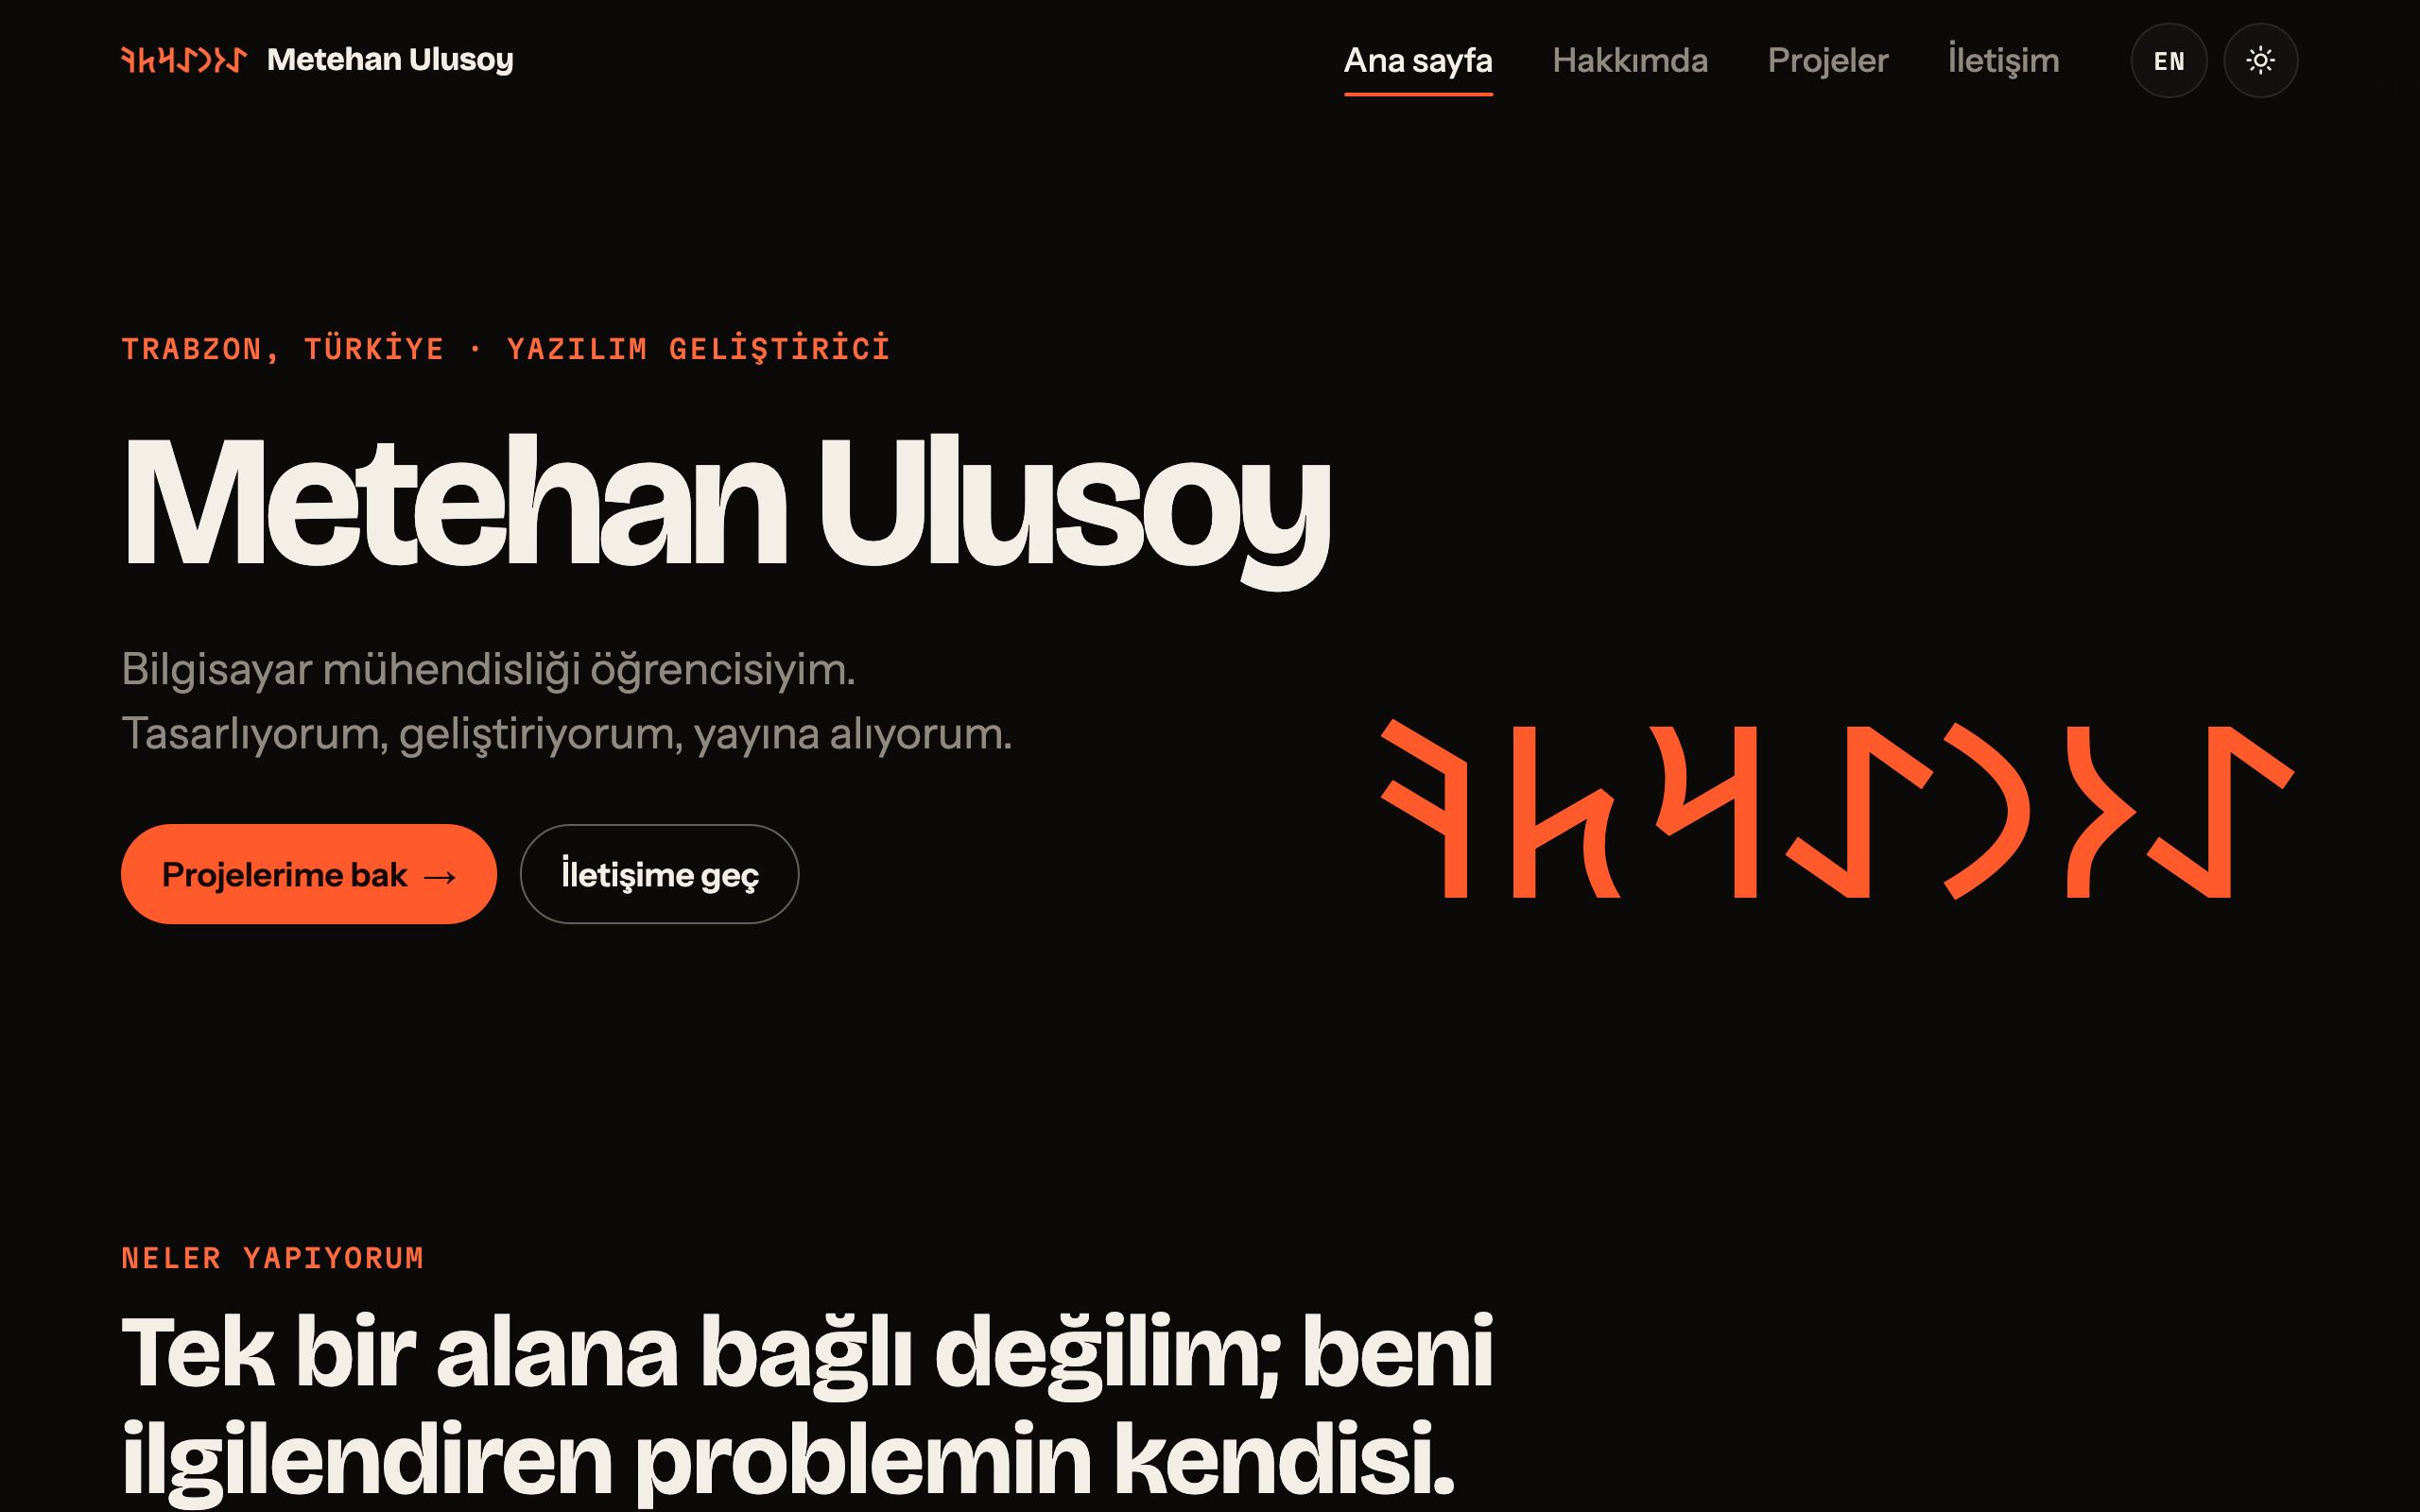 Metehan Ulusoy
Ana sayfa Hakkımda Projeler İletişim EN
TRABZON, TÜRKİYE · YAZILIM GELİŞTİRİCİ
Metehan Ulusoy
Bilgisayar mühendisliği öğrencisiyim.
Tasarlıyorum, geliştiriyorum, yayına alıyorum.
Projelerime bak →
İletişime geç
NELER YAPIYORUM
Tek bir alana bağlı değilim; beni
ilgilendiren problemin kendisi.